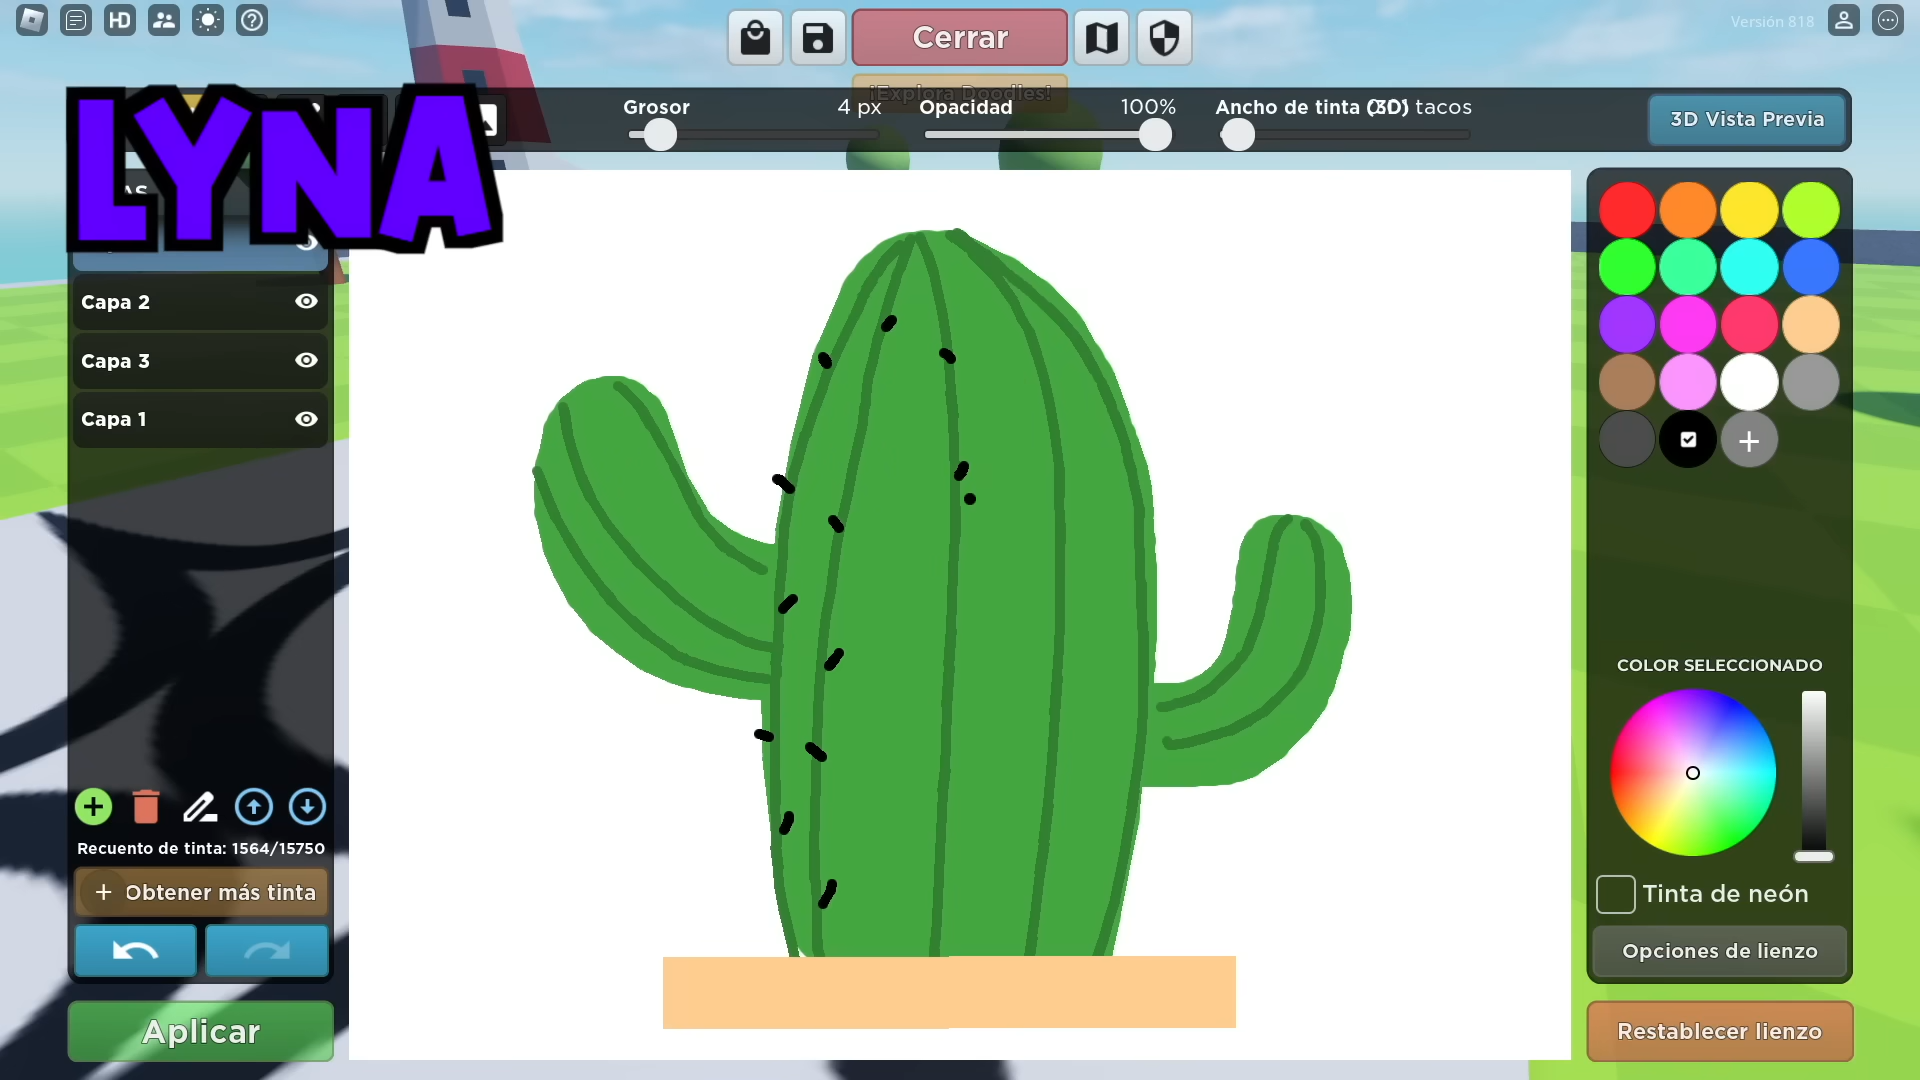 HD
Cerrar
Versión 818
¡Explora Doodles!
LYNA
Grosor
4 px
Opacidad
100%
Ancho de tinta (3D)
tacos
3D Vista Previa
Capa 2
Capa 3
Capa 1
COLOR SELECCIONADO
Recuento de tinta: 1564/15750
+ Obtener más tinta
Tinta de neón
Opciones de lienzo
Aplicar
Restablecer lienzo